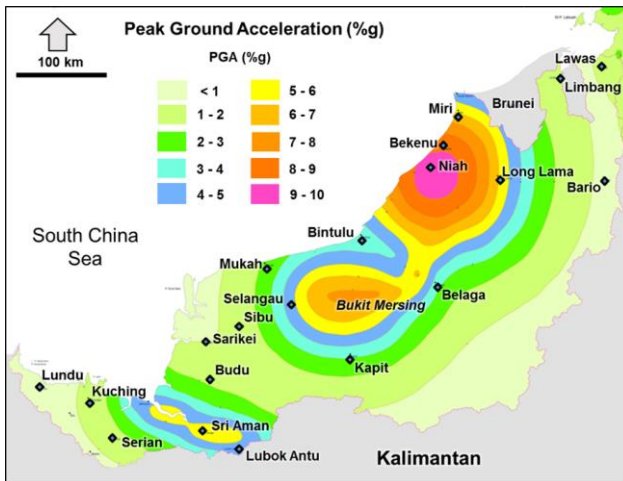 Peak Ground Acceleration (%g)
100 km
PGA (%g)
< 1
1 - 2
2 - 3
3 - 4
4 - 5
5 - 6
6 - 7
7 - 8
8 - 9
9 - 10
Lawas
Limbang
Brunei
Miri
Bekenu
Niah
Long Lama
Bario
Bintulu
South China
Sea
Mukah
Selangau
Bukit Mersing
Belaga
Sibu
Sarikei
Kapit
Budu
Lundu
Kuching
Sri Aman
Serian
Lubok Antu
Kalimantan